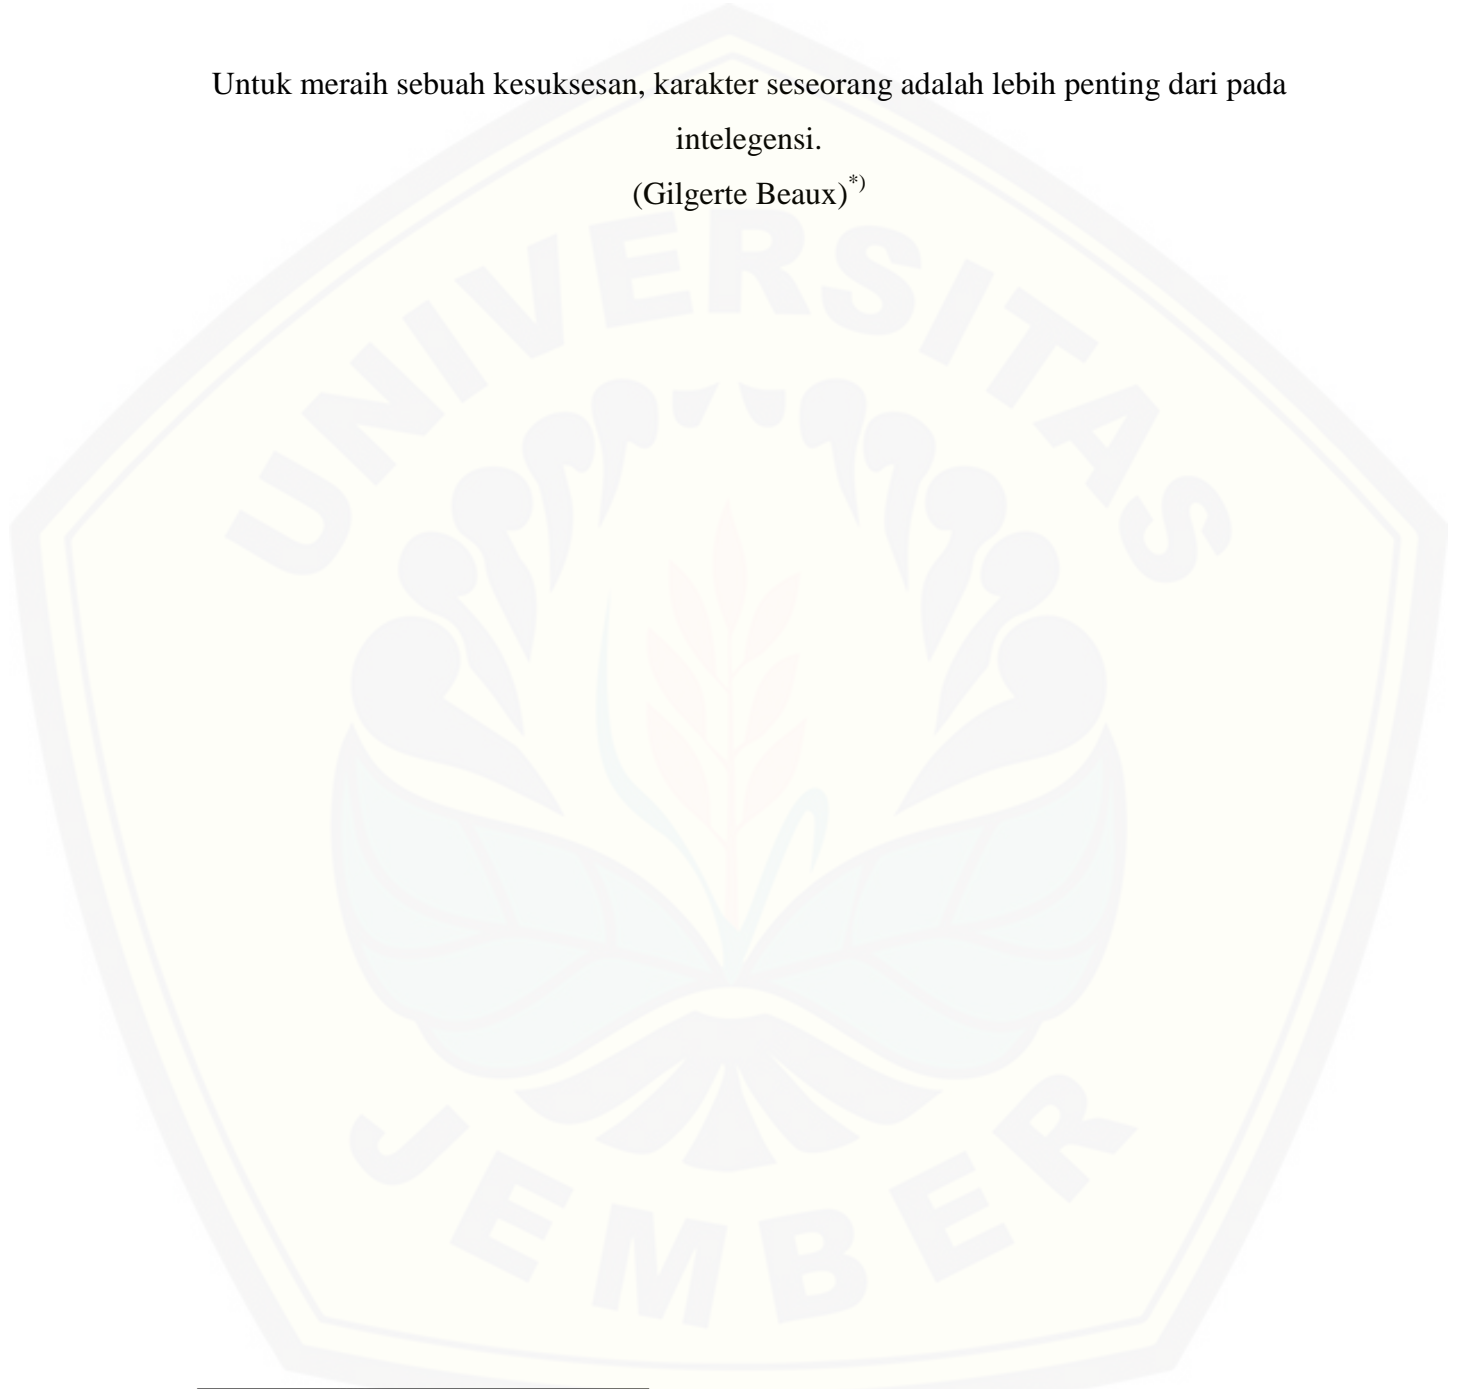 Untuk meraih sebuah kesuksesan, karakter seseorang adalah lebih penting dari pada
intelegensi.
(Gilgerte Beaux)*)
UNIVERSITAS
JEMBER